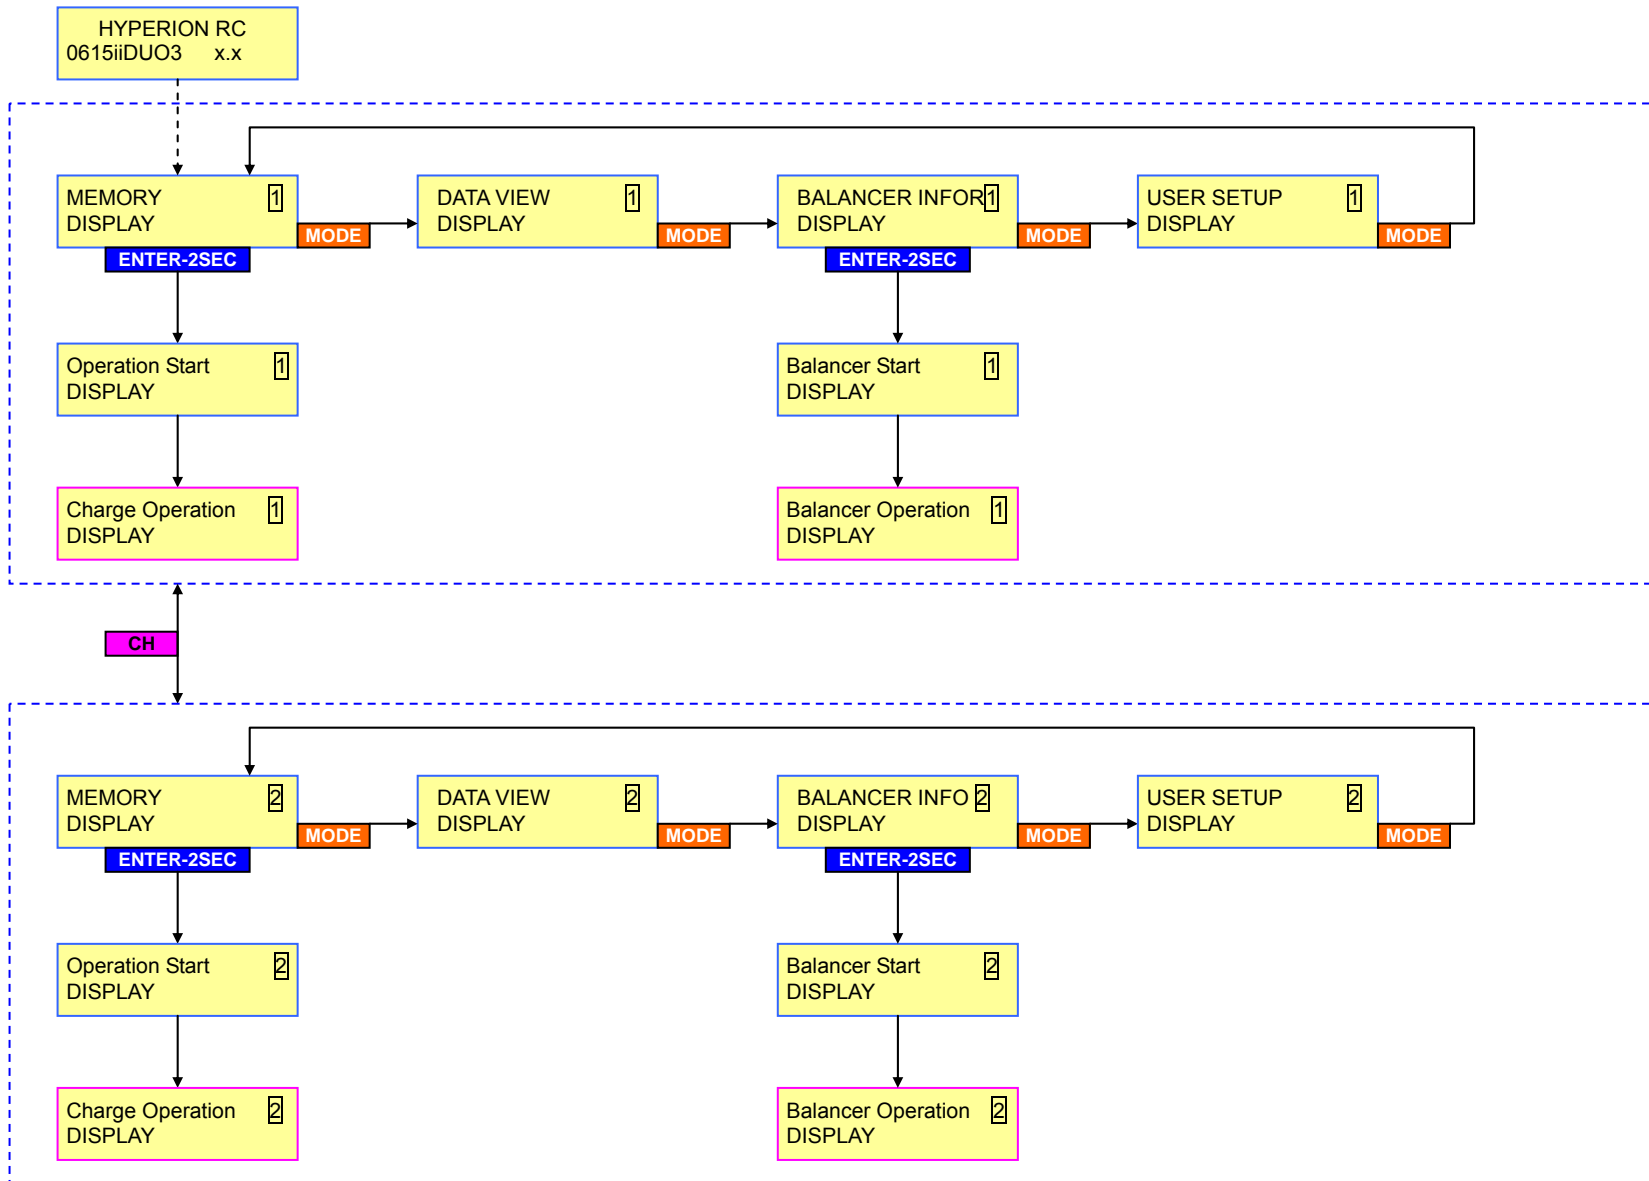 HYPERION RC
0615iiDUO3 x.x
MEMORY 1
DISPLAY
MODE
ENTER-2SEC
DATA VIEW 1
DISPLAY
MODE
BALANCER INFOR 1
DISPLAY
MODE
ENTER-2SEC
USER SETUP 1
DISPLAY
MODE
Operation Start 1
DISPLAY
Balancer Start 1
DISPLAY
Charge Operation 1
DISPLAY
Balancer Operation 1
DISPLAY
CH
MEMORY 2
DISPLAY
MODE
ENTER-2SEC
DATA VIEW 2
DISPLAY
MODE
BALANCER INFO 2
DISPLAY
MODE
ENTER-2SEC
USER SETUP 2
DISPLAY
MODE
Operation Start 2
DISPLAY
Balancer Start 2
DISPLAY
Charge Operation 2
DISPLAY
Balancer Operation 2
DISPLAY